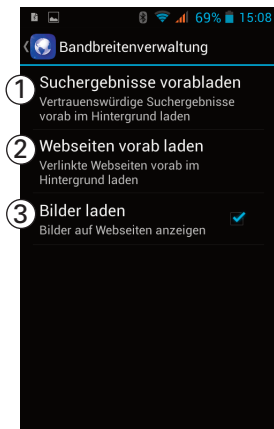 69% 15:08
Bandbreitenverwaltung
1 Suchergebnisse vorabladen
Vertrauenswürdige Suchergebnisse
vorab im Hintergrund laden
2 Webseiten vorab laden
Verlinkte Webseiten vorab im
Hintergrund laden
3 Bilder laden
Bilder auf Webseiten anzeigen